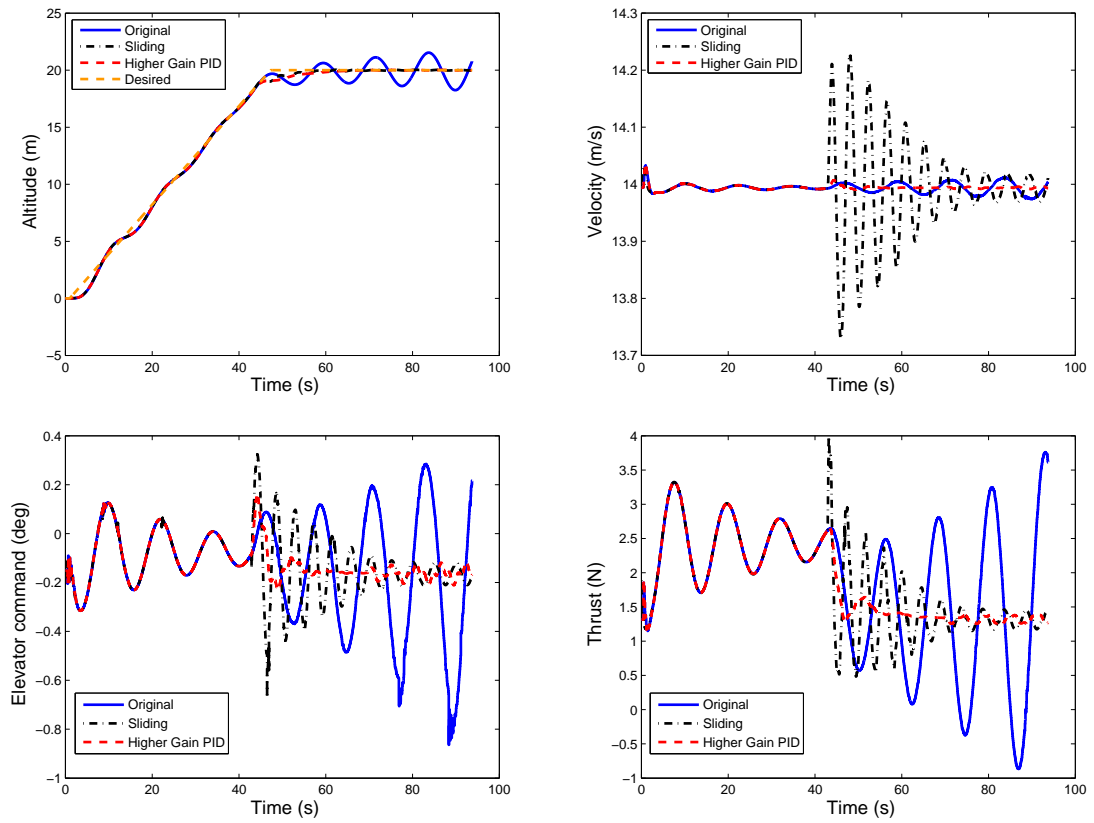 25
20
15
10
5
0
−5
0 20 40 60 80 100
Altitude (m)
Time (s)
Original
Sliding
Higher Gain PID
Desired
14.3
14.2
14.1
14
13.9
13.8
13.7
0 20 40 60 80 100
Velocity (m/s)
Time (s)
Original
Sliding
Higher Gain PID
0.4
0.2
0
−0.2
−0.4
−0.6
−0.8
−1
0 20 40 60 80 100
Elevator command (deg)
Time (s)
Original
Sliding
Higher Gain PID
4
3.5
3
2.5
2
1.5
1
0.5
0
−0.5
−1
0 20 40 60 80 100
Thrust (N)
Time (s)
Original
Sliding
Higher Gain PID